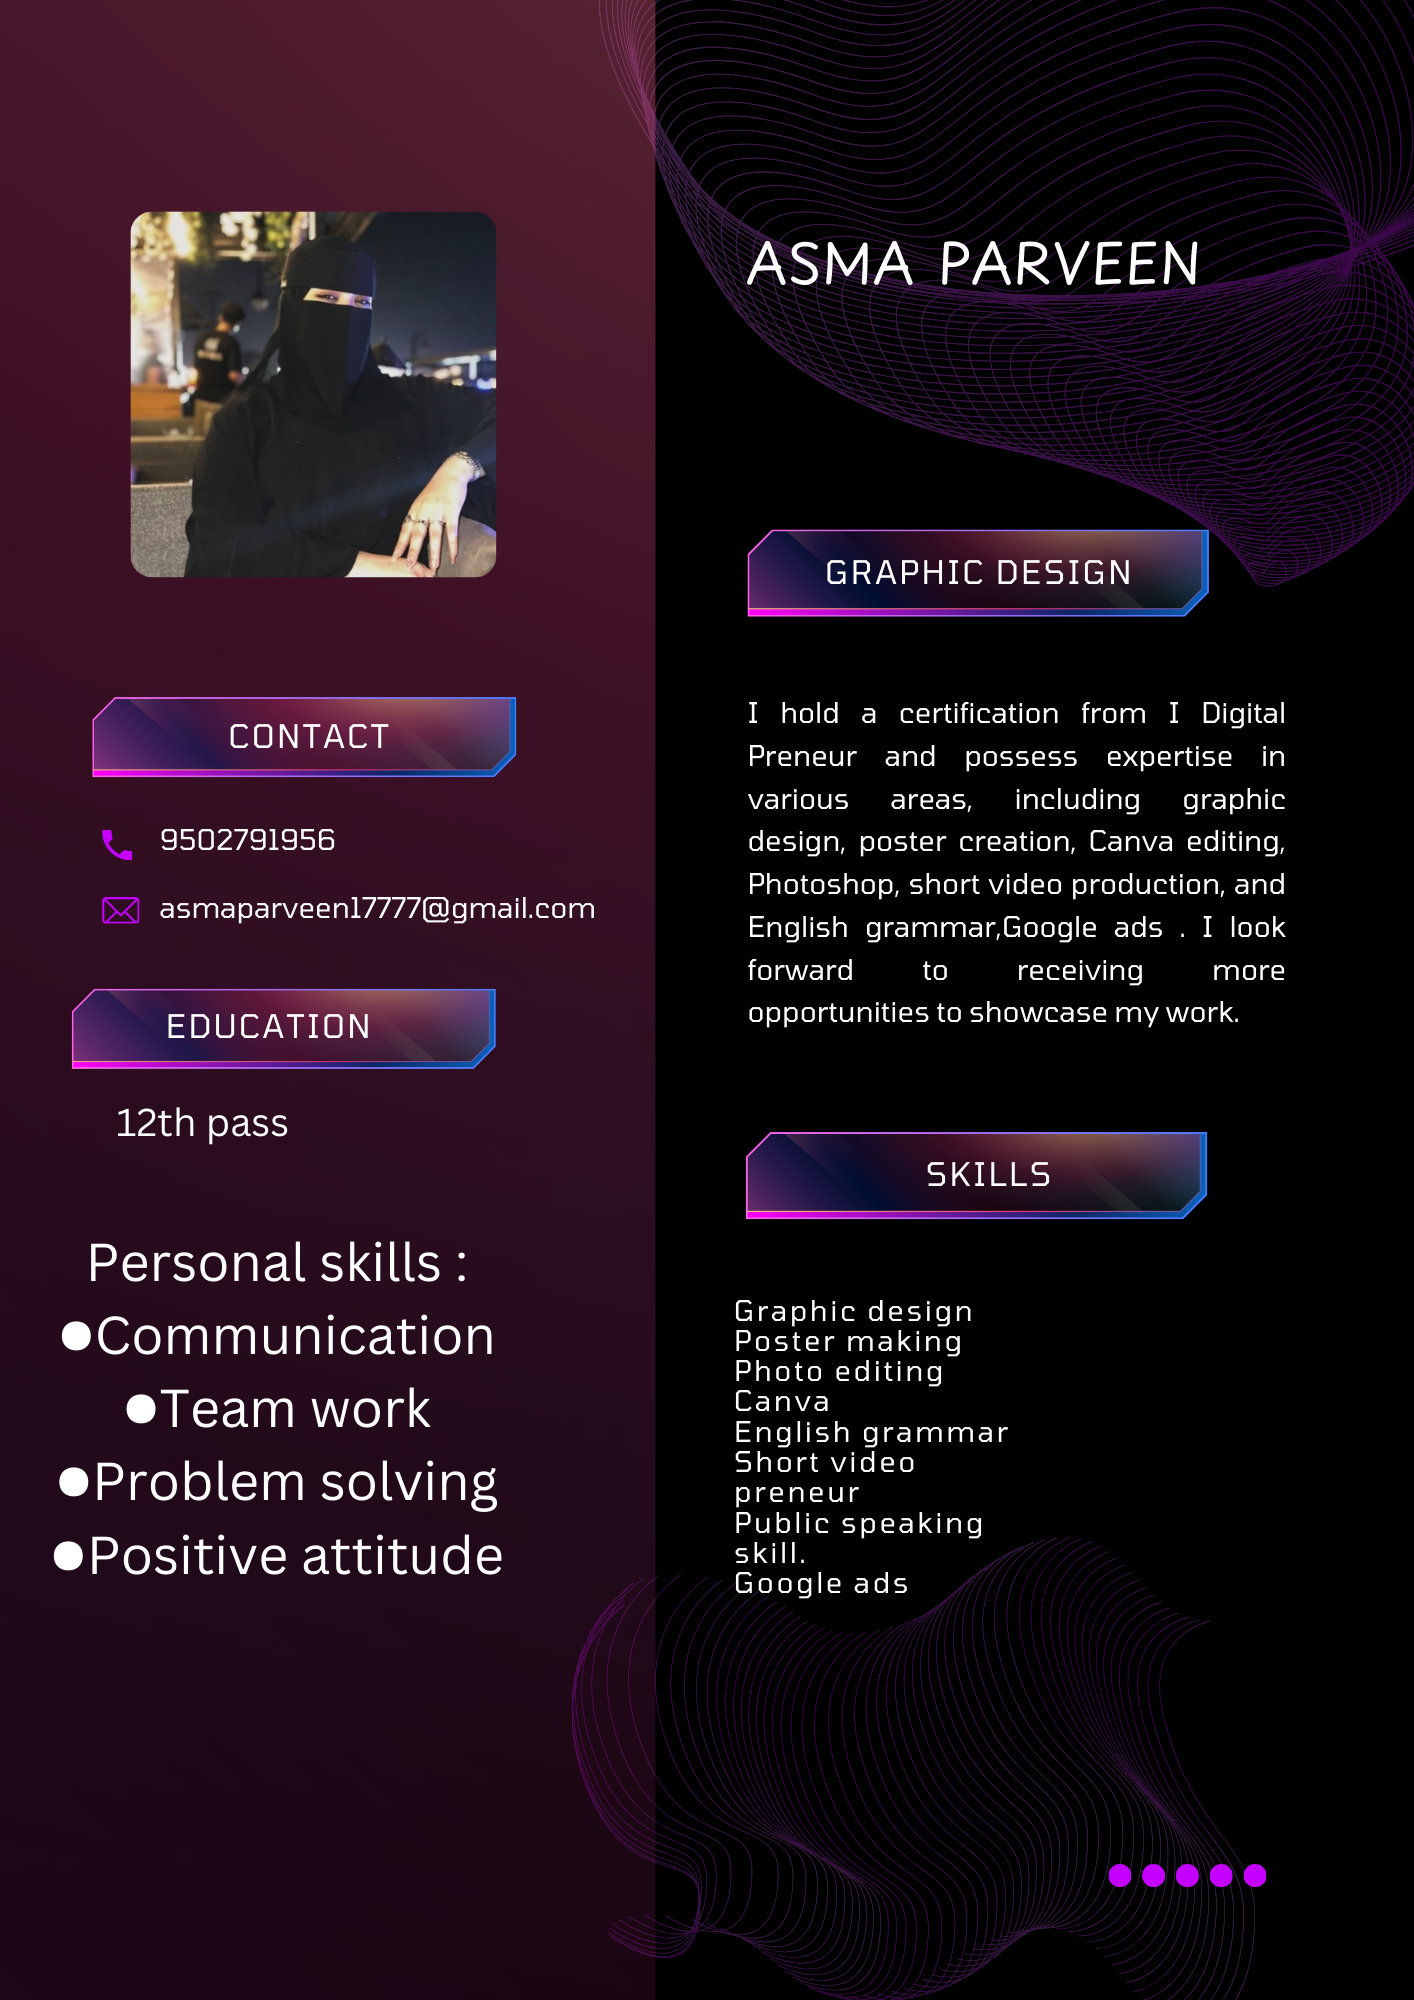 ASMA PARVEEN
CONTACT
9502791956
asmaparveen17777@gmail.com
EDUCATION
12th pass
Personal skills :
●Communication
●Team work
●Problem solving
●Positive attitude
GRAPHIC DESIGN
I hold a certification from I Digital
Preneur and possess expertise in
various areas, including graphic
design, poster creation, Canva editing,
Photoshop, short video production, and
English grammar,Google ads . I look
forward to receiving more
opportunities to showcase my work.
SKILLS
Graphic design
Poster making
Photo editing
Canva
English grammar
Short video
preneur
Public speaking
skill.
Google ads